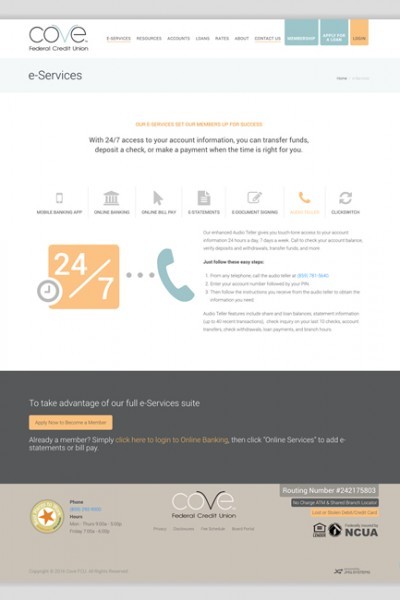 COVE
Federal Credit Union
E-SERVICES RESOURCES ACCOUNTS LOANS RATES ABOUT CONTACT US MEMBERSHIP APPLY FOR A LOAN LOGIN
e-Services
Home
OUR E-SERVICES SET OUR MEMBERS UP FOR SUCCESS
With 24/7 access to your account information, you can transfer funds,
deposit a check, or make a payment when the time is right for you.
MOBILE BANKING APP ONLINE BANKING ONLINE BILL PAY E-STATEMENTS E-DOCUMENT SIGNING AUDIO TELLER CLICKSWITCH
24/7
Our enhanced Audio Teller gives you touch-tone access to your account
information 24 hours a day, 7 days a week. Call to check your account balance,
verify deposits and withdrawals, transfer funds, and more.
Just follow these easy steps:
1. From any telephone call the audio teller at
2. Enter your account number followed by your PIN.
3. Then follow the instructions you receive from the audio teller to obtain the
information you need.
Audio Teller features include share and loan balances, statement information
(up to 40 recent transactions), check inquiry on your last 10 checks, account
transfers, check withdrawals, loan payments, and branch hours.
To take advantage of our full e-Services suite
Apply Now to Become a Member
Already a member? Simply click here to login to Online Banking, then click "Online Services" to add e-
statements or bill pay.
Phone
Hours
Mon - Thurs 9:00a - 5:00p
Friday 9:00a - 6:00p
COVE
Federal Credit Union
Privacy Disclosures Fee Schedule Board Portal
Routing Number #242175803
No Charge ATM & Shared Branch Locator
Lost or Stolen Debit/Credit Card
NCUA
All Rights Reserved